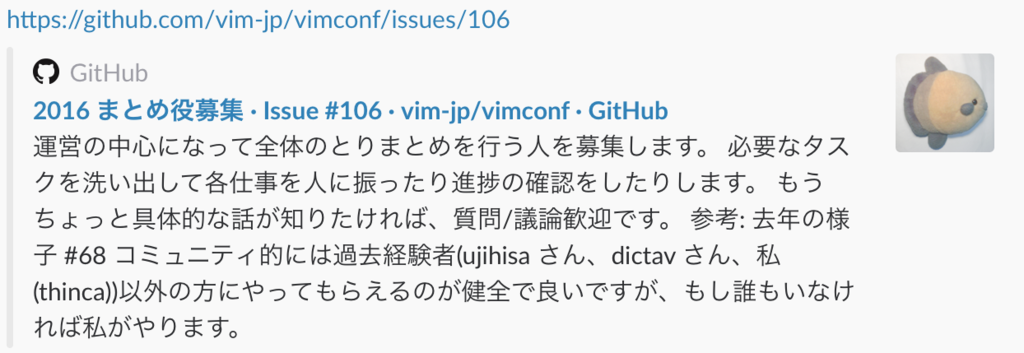 https://github.com/vim-jp/vimconf/issues/106
GitHub
2016 まとめ役募集 · Issue #106 · vim-jp/vimconf · GitHub
運営の中心になって全体のとりまとめを行う人を募集します。 必要なタス
クを洗い出して各仕事を人に振ったり進捗の確認をしたりします。 もう
ちょっと具体的な話が知りたければ、質問/議論歓迎です。 参考: 去年の様
子 #68 コミュニティ的には過去経験者(ujihisa さん、dictav さん、私
(thinca))以外の方にやってもらえるのが健全で良いですが、もし誰もいなけ
れば私がやります。